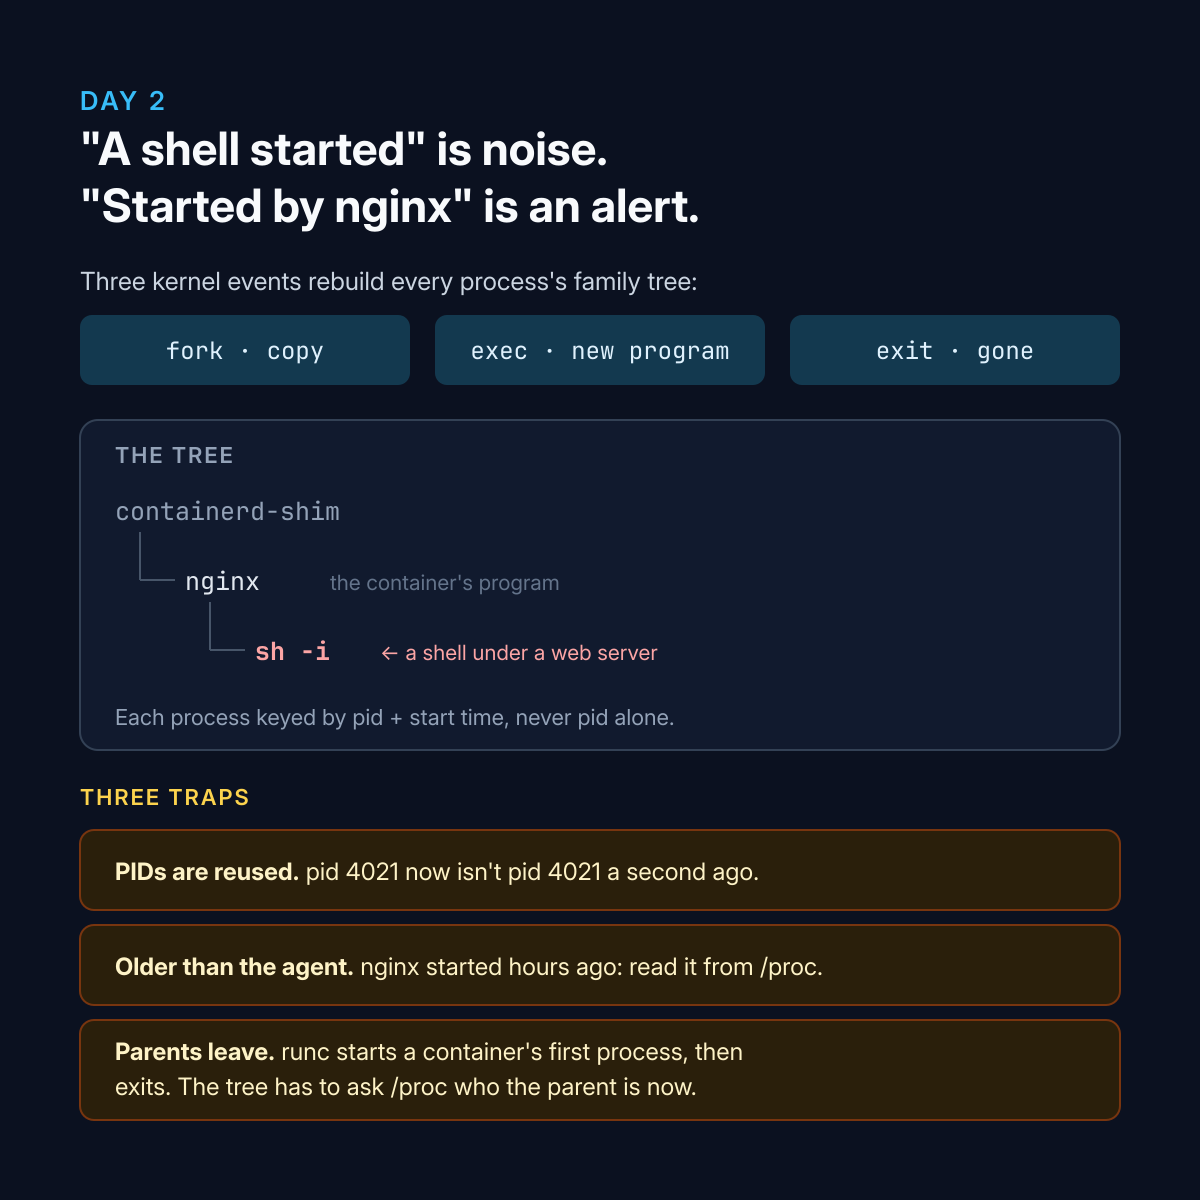 DAY 2
"A shell started" is noise.
"Started by nginx" is an alert.
Three kernel events rebuild every process's family tree:
fork · copy
exec · new program
exit · gone
THE TREE
containerd-shim
nginx the container's program
sh -i ← a shell under a web server
Each process keyed by pid + start time, never pid alone.
THREE TRAPS
PIDs are reused. pid 4021 now isn't pid 4021 a second ago.
Older than the agent. nginx started hours ago: read it from /proc.
Parents leave. runc starts a container's first process, then
exits. The tree has to ask /proc who the parent is now.